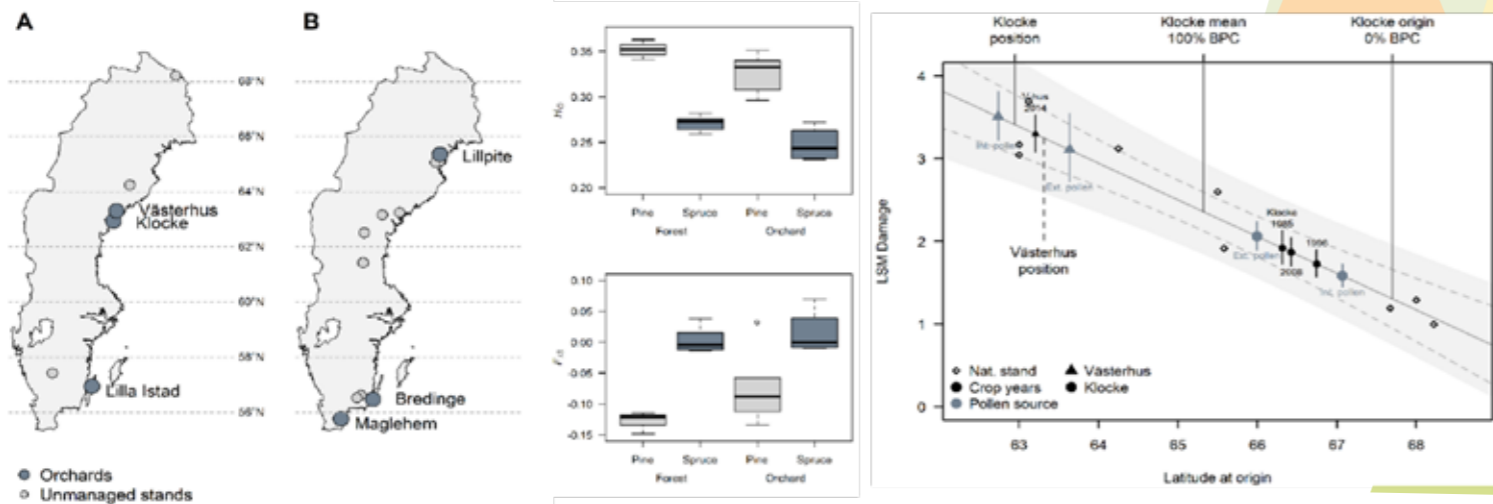 A
B
68°N
66°N
64°N
62°N
60°N
58°N
56°N
Västerhus
Klocke
Lilla Istad
Lillpite
Bredinge
Maglehem
Orchards
Unmanaged stands
0.35
0.30
0.25
0.20
Pine
Spruce
Pine
Spruce
Forest
Orchard
0.05
0.00
-0.05
-0.10
-0.15
Pine
Spruce
Pine
Spruce
Forest
Orchard
Klocke
position
Klocke mean
100% BPC
Klocke origin
0% BPC
LSM Damage
4
3
2
1
0
2014
Int. pollen
Ext. pollen
Västerhus
position
Ext. pollen
Klocke
1985
2008
1996
Int. pollen
Nat. stand
Crop years
Pollen source
Västerhus
Klocke
63
64
65
66
67
68
Latitude at origin